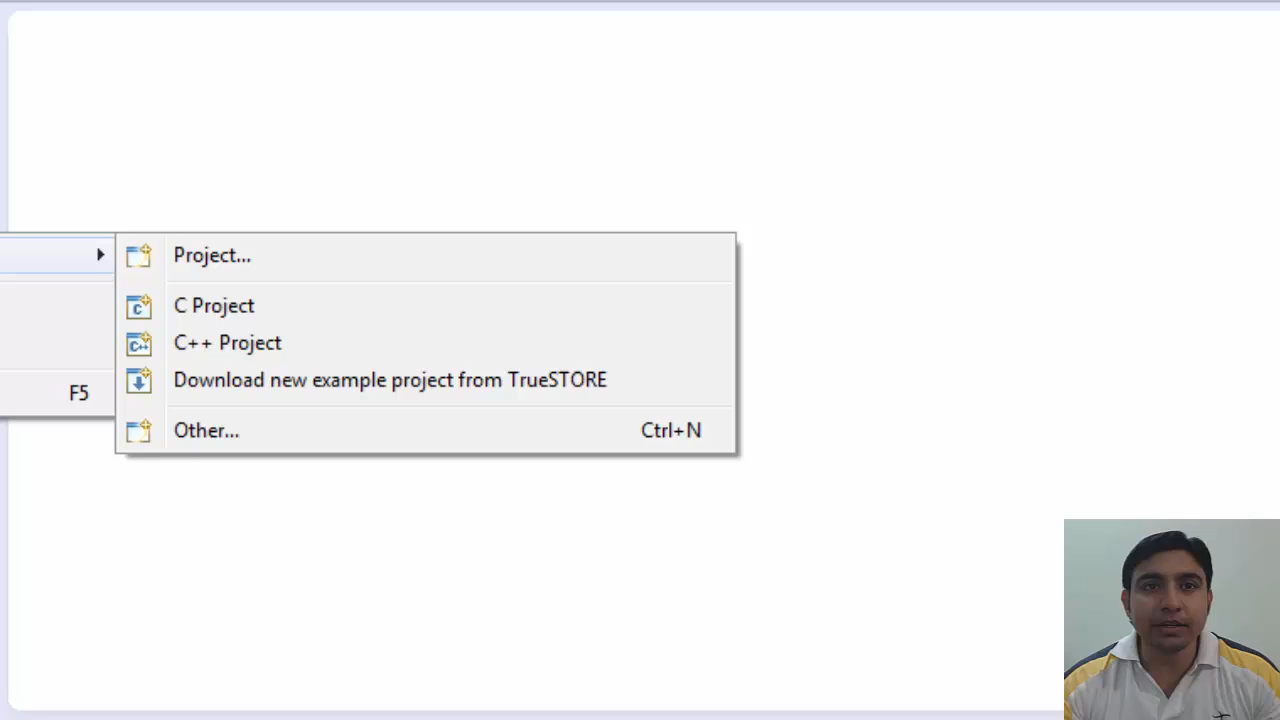 Project...
C Project
C++ Project
Download new example project from TrueSTORE
F5
Other... Ctrl+N